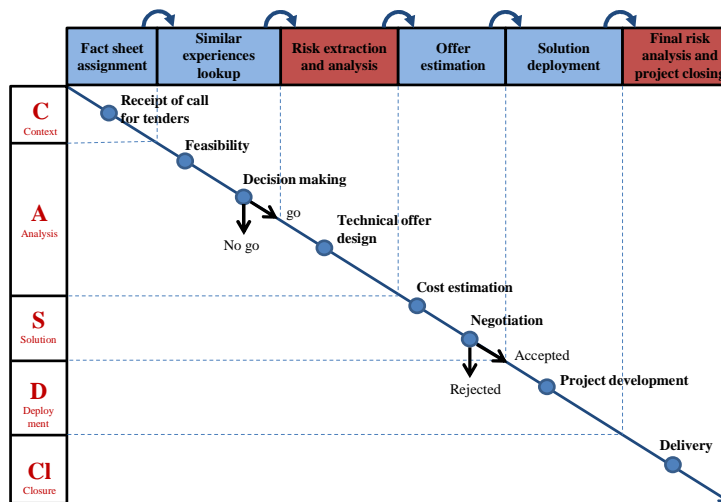 Fact sheet
assignment
Similar
experiences
lookup
Risk extraction
and analysis
Offer
estimation
Solution
deployment
Final risk
analysis and
project closing
C
Context
Receipt of call
for tenders
Feasibility
A
Analysis
Decision making
go
No go
Technical offer
design
S
Solution
Cost estimation
Negotiation
Accepted
Rejected
D
Deploy
ment
Project development
Cl
Closure
Delivery